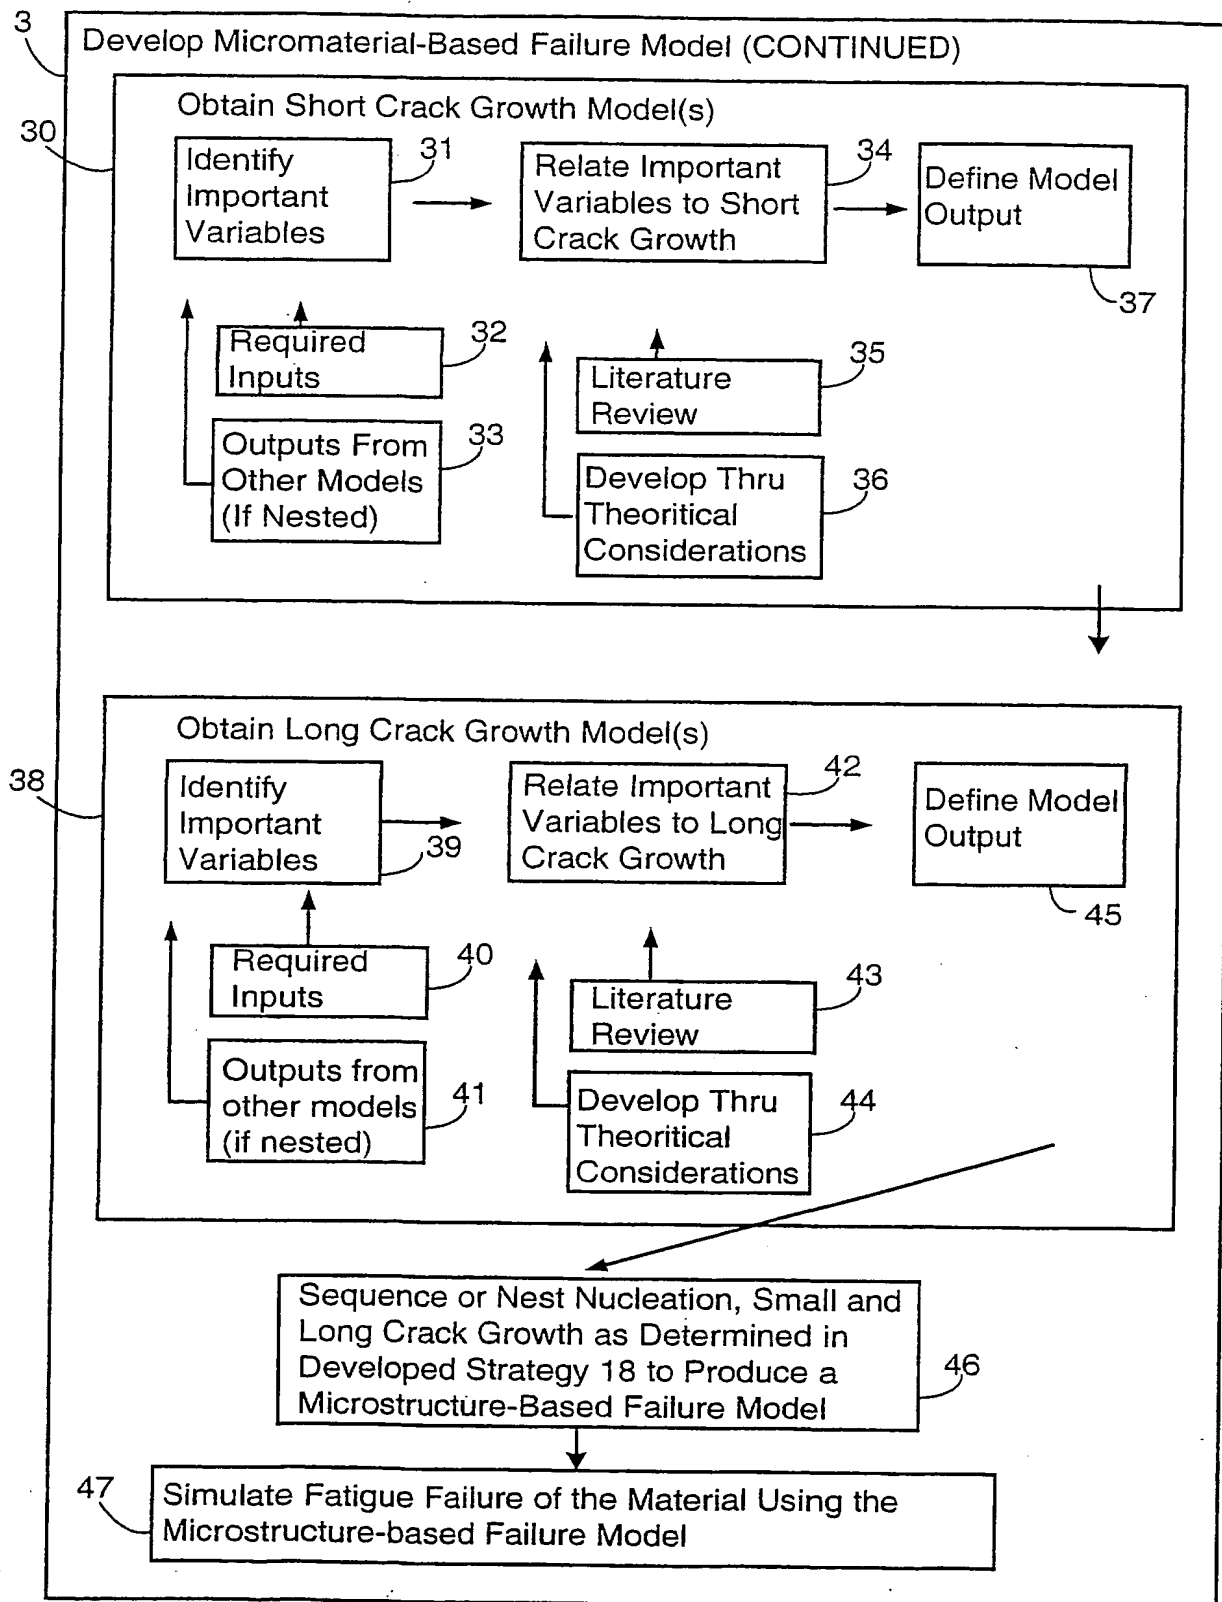 3
Develop Micromaterial-Based Failure Model (CONTINUED)
30
Obtain Short Crack Growth Model(s)
Identify
Important
Variables
31
Relate Important
Variables to Short
Crack Growth
34
Define Model
Output
37
Required
Inputs
32
Literature
Review
35
Outputs From
Other Models
(If Nested)
33
Develop Thru
Theoritical
Considerations
36
38
Obtain Long Crack Growth Model(s)
Identify
Important
Variables
39
Relate Important
Variables to Long
Crack Growth
42
Define Model
Output
45
Required
Inputs
40
Literature
Review
43
Outputs from
other models
(if nested)
41
Develop Thru
Theoritical
Considerations
44
Sequence or Nest Nucleation, Small and
Long Crack Growth as Determined in
Developed Strategy 18 to Produce a
Microstructure-Based Failure Model
46
47
Simulate Fatigue Failure of the Material Using the
Microstructure-based Failure Model